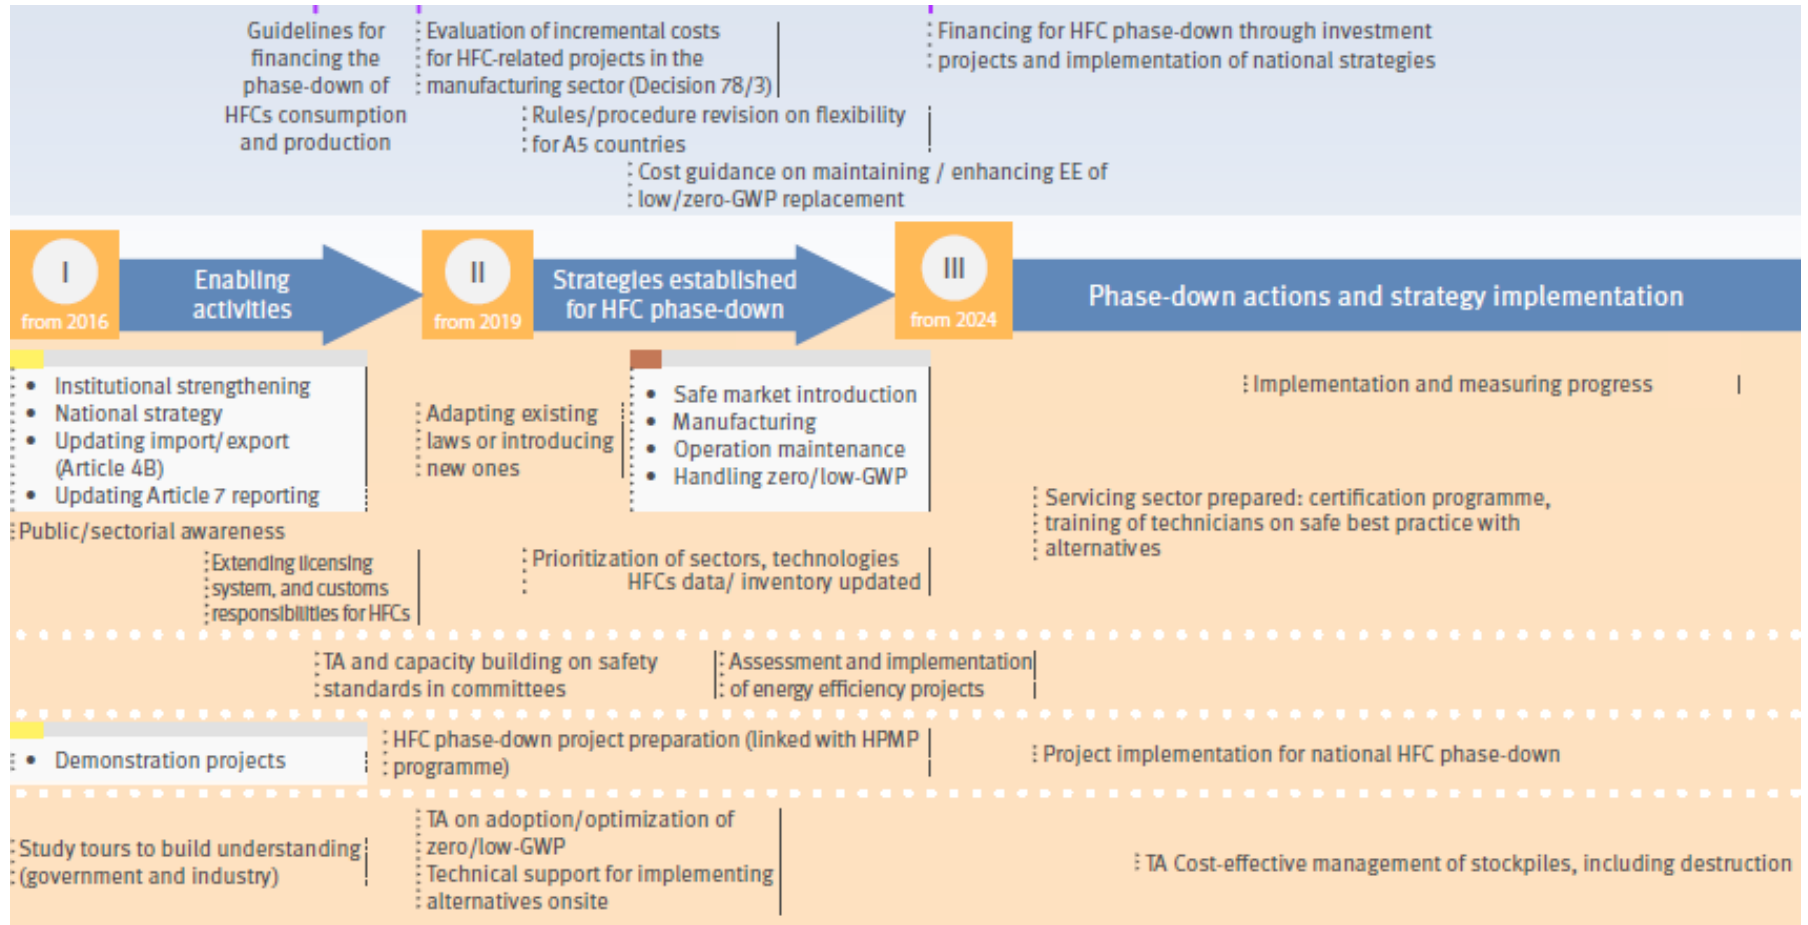 Guidelines for
financing the
phase-down of
HFCs consumption
and production
Evaluation of incremental costs
for HFC-related projects in the
manufacturing sector (Decision 78/3)
Rules/procedure revision on flexibility
for A5 countries
Cost guidance on maintaining / enhancing EE of
low/zero-GWP replacement
Financing for HFC phase-down through investment
projects and implementation of national strategies
I
from 2016
Enabling
activities
II
from 2019
Strategies established
for HFC phase-down
III
from 2024
Phase-down actions and strategy implementation
• Institutional strengthening
• National strategy
• Updating import/export
(Article 4B)
• Updating Article 7 reporting
Public/sectorial awareness
Extending licensing
system, and customs
responsibilities for HFCs
Adapting existing
laws or introducing
new ones
• Safe market introduction
• Manufacturing
• Operation maintenance
• Handling zero/low-GWP
Prioritization of sectors, technologies
HFCs data/ inventory updated
Implementation and measuring progress
Servicing sector prepared: certification programme,
training of technicians on safe best practice with
alternatives
TA and capacity building on safety
standards in committees
Assessment and implementation
of energy efficiency projects
• Demonstration projects
HFC phase-down project preparation (linked with HPMP
programme)
Project implementation for national HFC phase-down
Study tours to build understanding
(government and industry)
TA on adoption/optimization of
zero/low-GWP
Technical support for implementing
alternatives onsite
TA Cost-effective management of stockpiles, including destruction